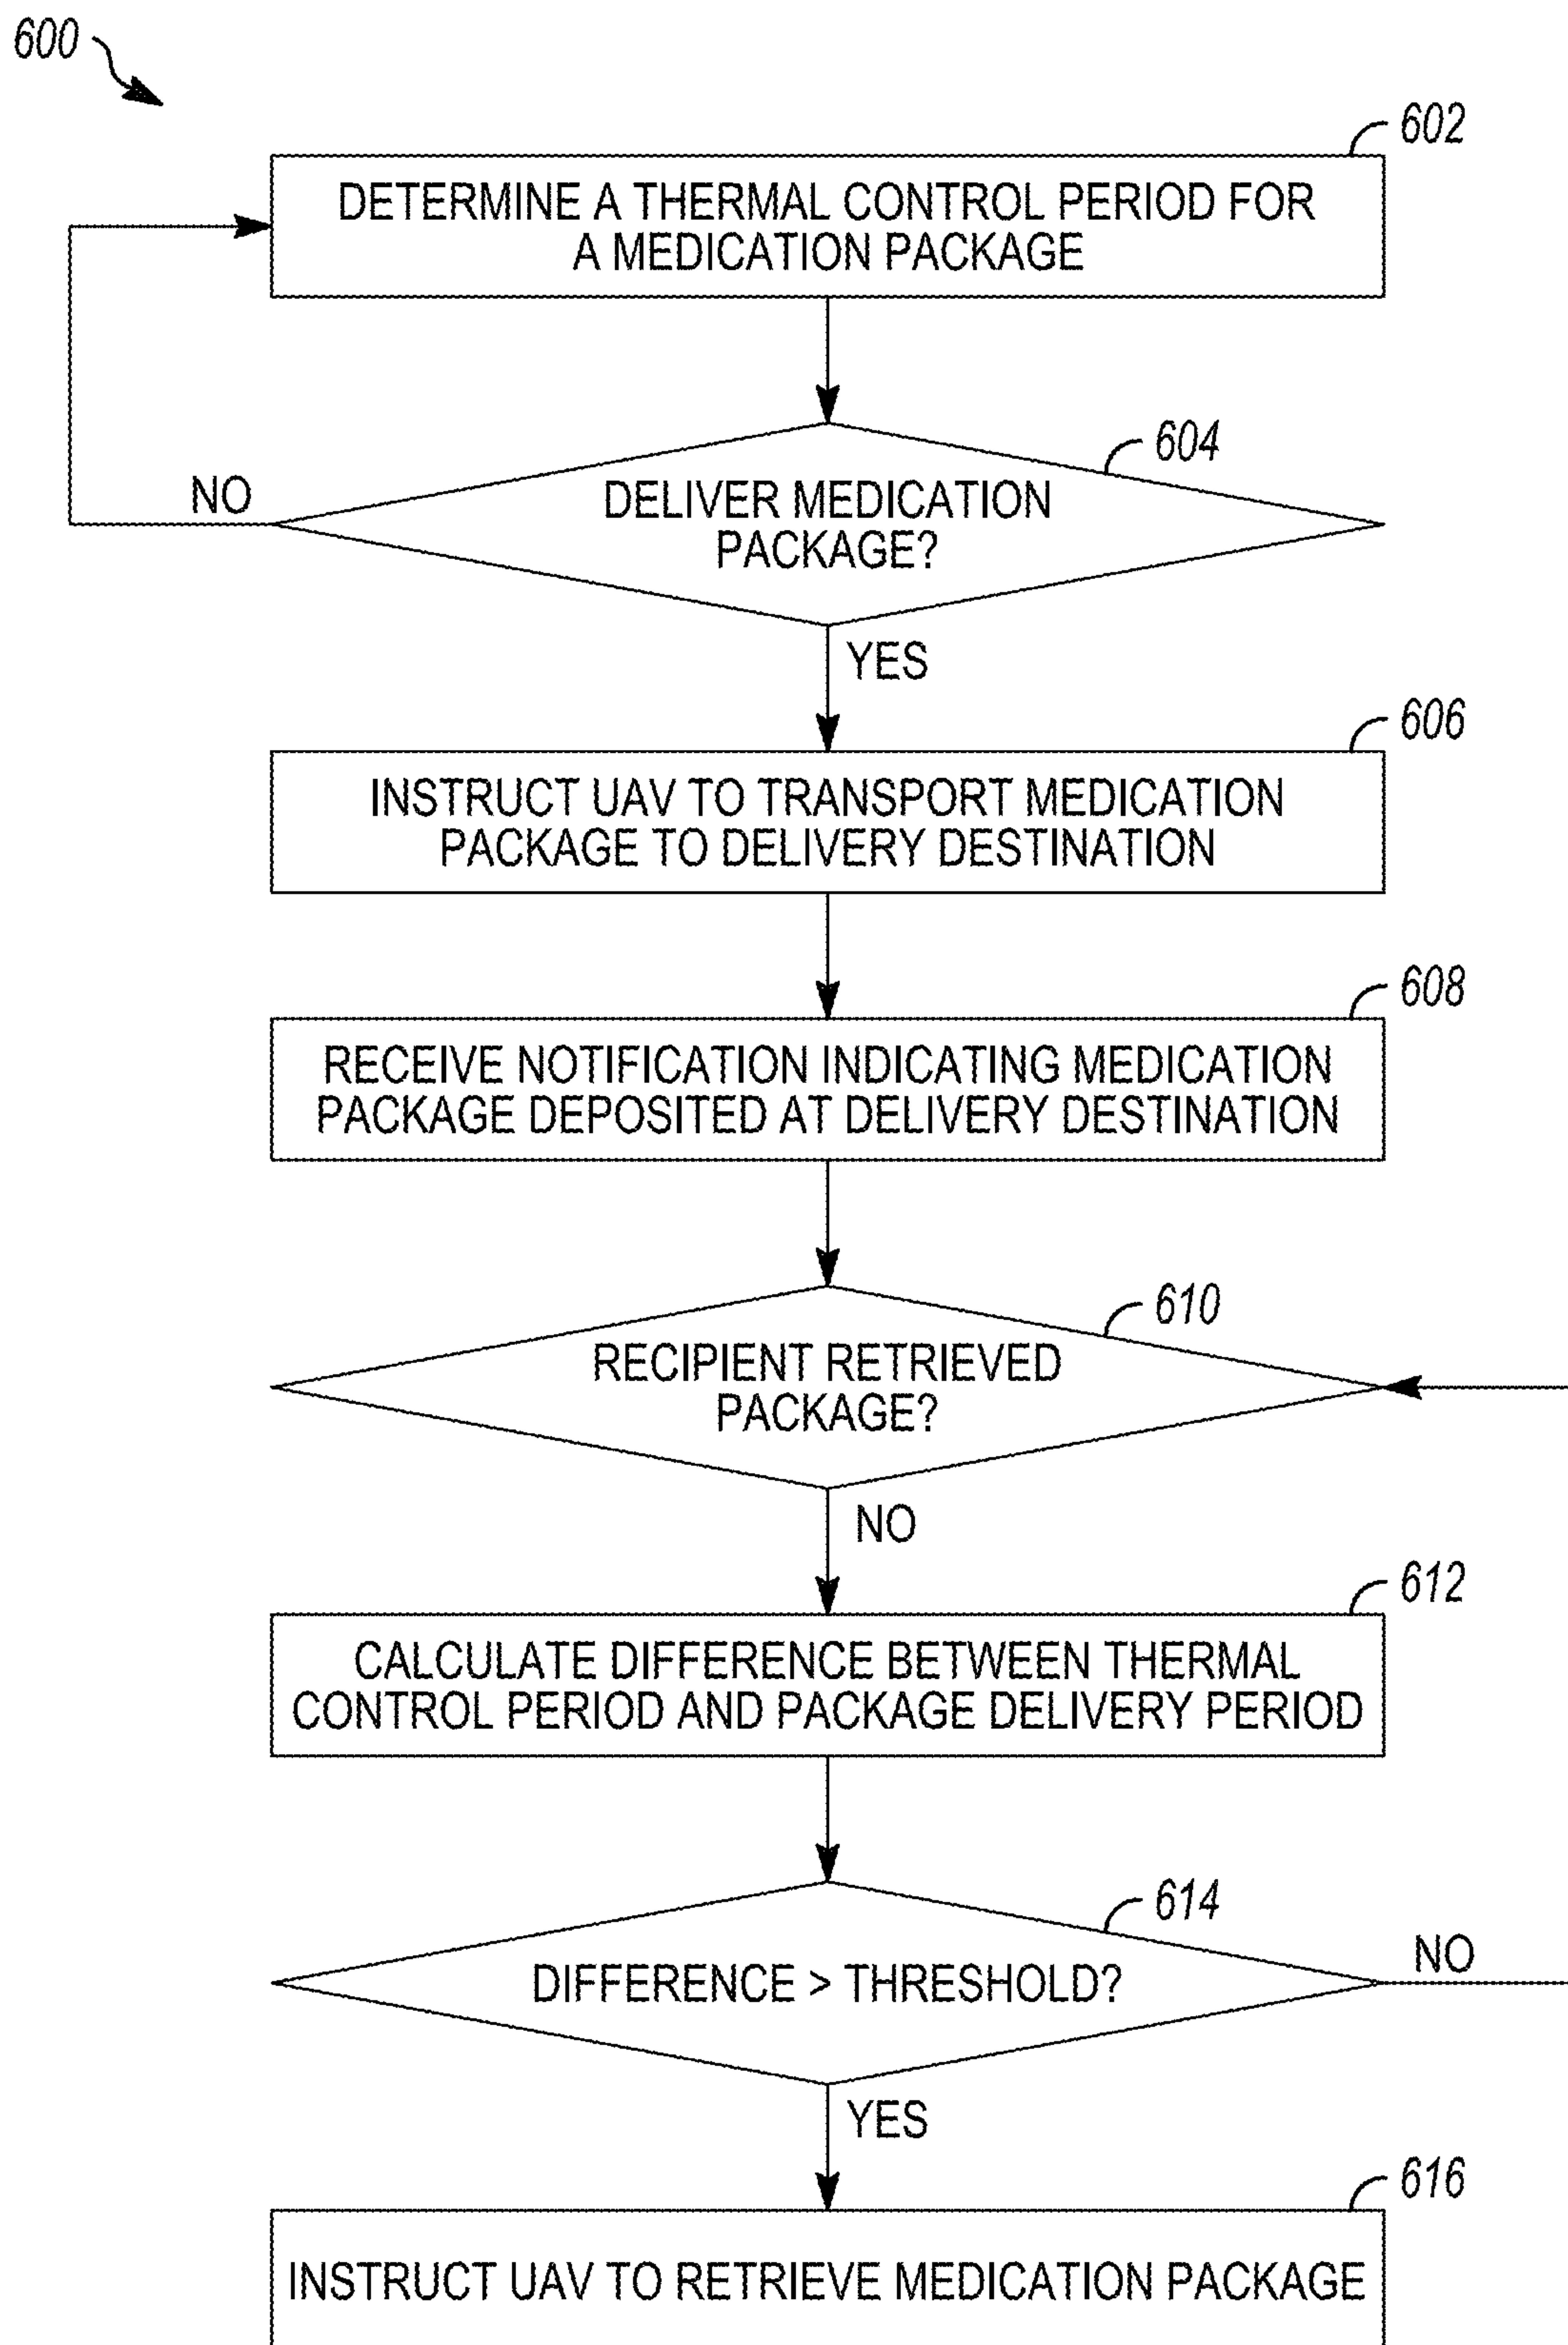 600
602
DETERMINE A THERMAL CONTROL PERIOD FOR
A MEDICATION PACKAGE
604
NO
DELIVER MEDICATION
PACKAGE?
YES
606
INSTRUCT UAV TO TRANSPORT MEDICATION
PACKAGE TO DELIVERY DESTINATION
608
RECEIVE NOTIFICATION INDICATING MEDICATION
PACKAGE DEPOSITED AT DELIVERY DESTINATION
610
RECIPIENT RETRIEVED
PACKAGE?
NO
612
CALCULATE DIFFERENCE BETWEEN THERMAL
CONTROL PERIOD AND PACKAGE DELIVERY PERIOD
614
DIFFERENCE > THRESHOLD?
NO
YES
616
INSTRUCT UAV TO RETRIEVE MEDICATION PACKAGE